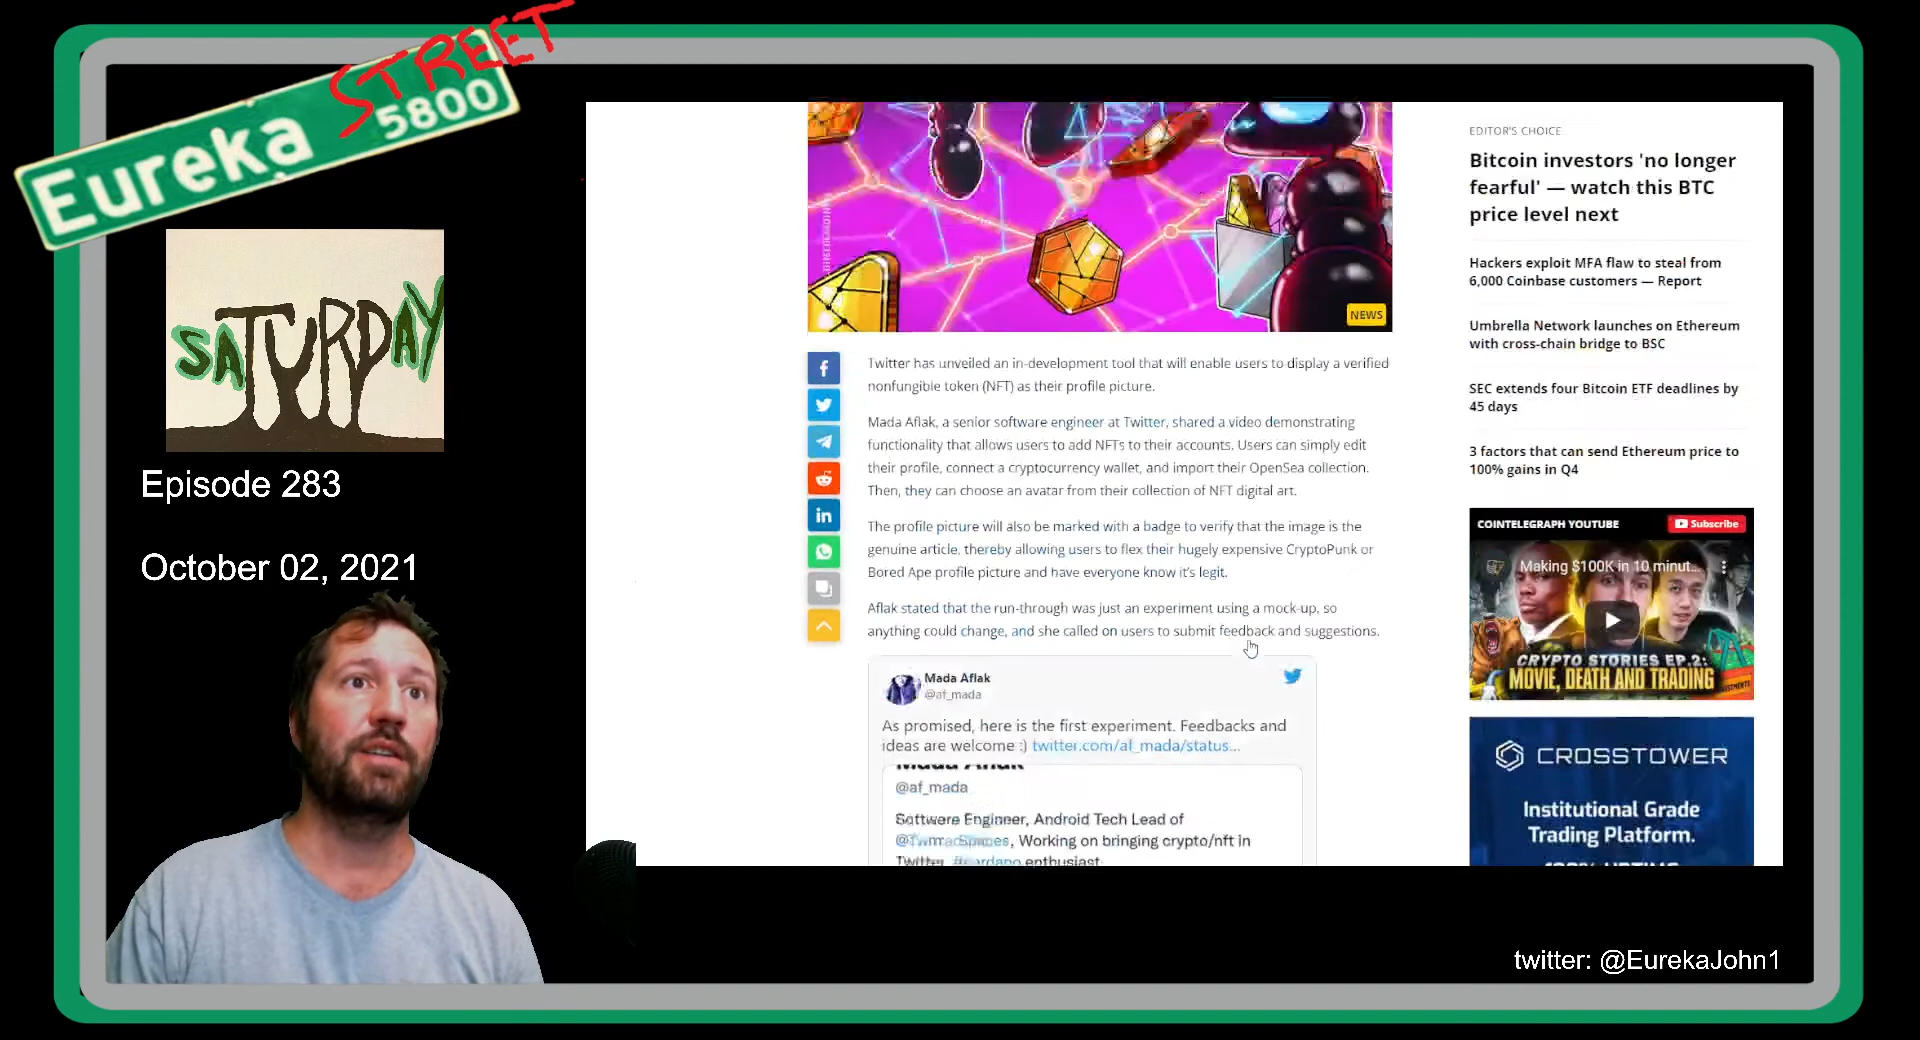 STREET
Eureka
5800
SATURDAY
Episode 283
October 02, 2021
NEWS
Twitter has unveiled an in-development tool that will enable users to display a verified
nonfungible token (NFT) as their profile picture.
Mada Aflak, a senior software engineer at Twitter, shared a video demonstrating
functionality that allows users to add NFTs to their accounts. Users can simply edit
their profile, connect a cryptocurrency wallet, and import their OpenSea collection.
Then, they can choose an avatar from their collection of NFT digital art.
The profile picture will also be marked with a badge to verify that the image is the
genuine article, thereby allowing users to flex their hugely expensive CryptoPunk or
Bored Ape profile picture and have everyone know it's legit.
Aflak stated that the run-through was just an experiment using a mock-up, so
anything could change, and she called on users to submit feedback and suggestions.
Mada Aflak
@af_mada
As promised, here is the first experiment. Feedbacks and
ideas are welcome :) twitter.com/af_mada/status...
Mada Aflak
@af_mada
Software Engineer, Android Tech Lead of
, Working on bringing crypto/nft in
Twitter, enthusiast
EDITOR'S CHOICE
Bitcoin investors 'no longer
fearful' — watch this BTC
price level next
Hackers exploit MFA flaw to steal from
6,000 Coinbase customers — Report
Umbrella Network launches on Ethereum
with cross-chain bridge to BSC
SEC extends four Bitcoin ETF deadlines by
45 days
3 factors that can send Ethereum price to
100% gains in Q4
COINTELEGRAPH YOUTUBE
Subscribe
Making $100K in 10 minut...
CRYPTO STORIES EP.2:
MOVIE, DEATH AND TRADING
CROSSTOWER
Institutional Grade
Trading Platform.
twitter: @EurekaJohn1